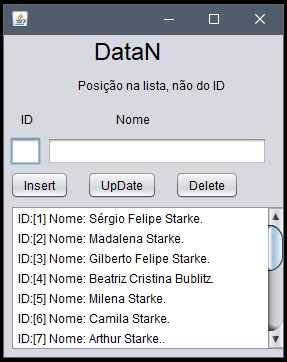 DataN
Posição na lista, não do ID
ID Nome
Insert UpDate Delete
ID:[1] Nome: Sérgio Felipe Starke.
ID:[2] Nome: Madalena Starke.
ID:[3] Nome: Gilberto Felipe Starke.
ID:[4] Nome: Beatriz Cristina Bublitz.
ID:[5] Nome: Milena Starke.
ID:[6] Nome: Camila Starke.
ID:[7] Nome: Arthur Starke..